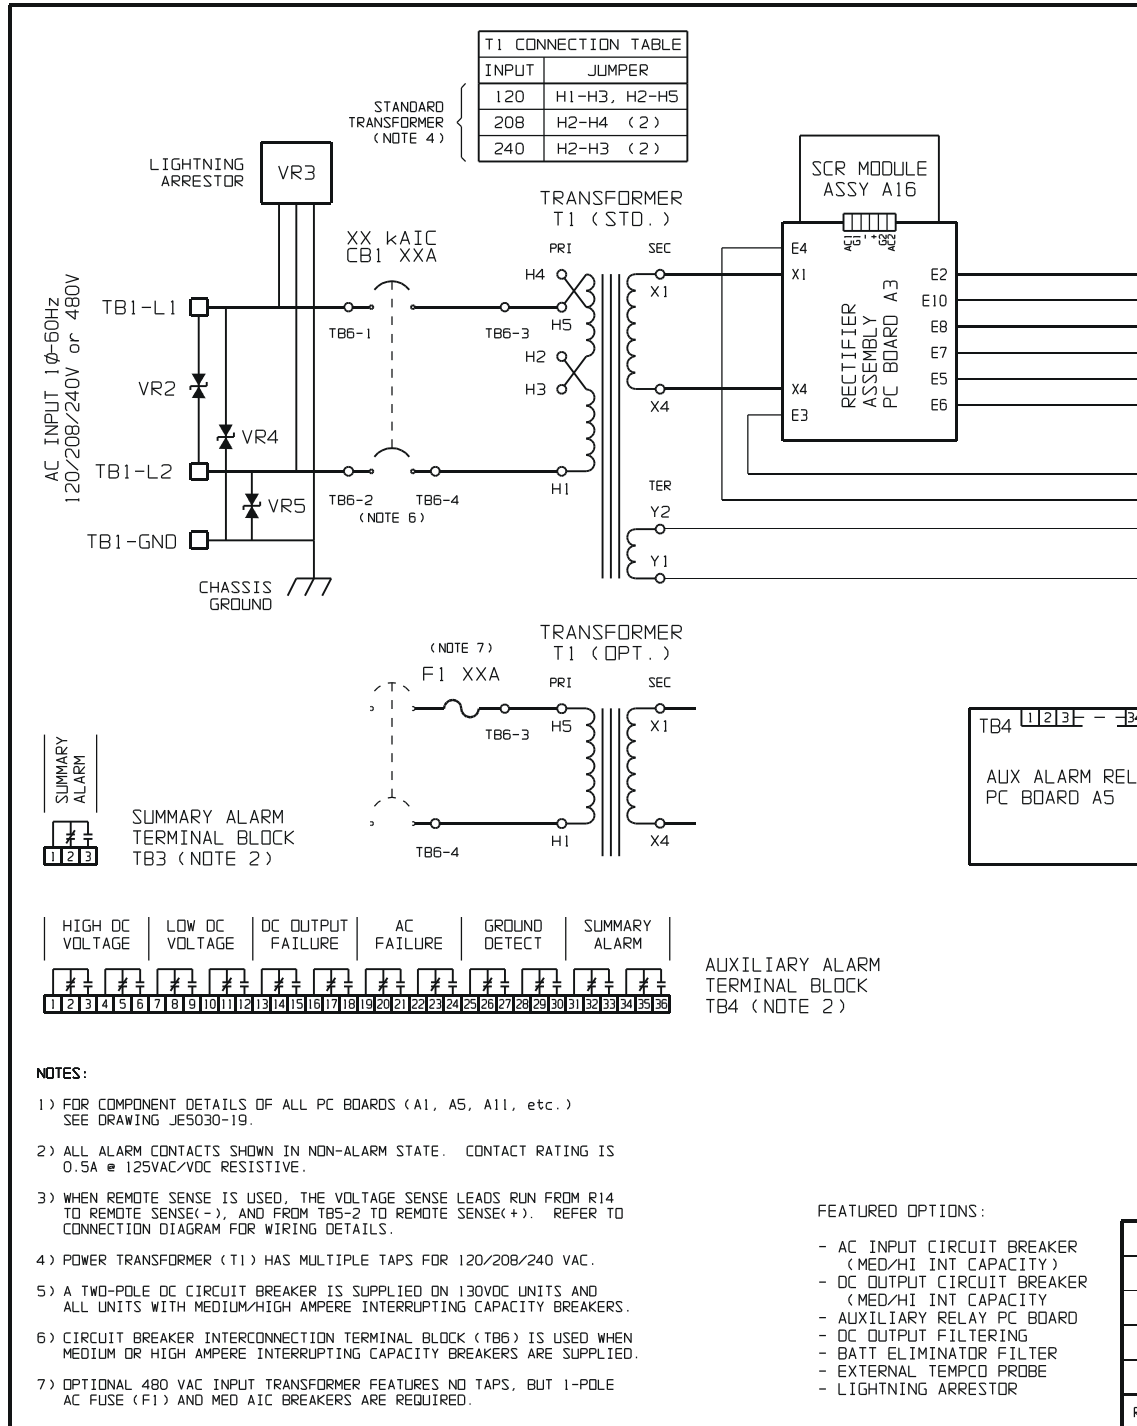 T1 CONNECTION TABLE
INPUT JUMPER
120 H1-H3, H2-H5
208 H2-H4 (2)
240 H2-H3 (2)
STANDARD
TRANSFORMER
(NOTE 4)
LIGHTNING
ARRESTOR
VR3
XX kAIC
CB1 XXA
TRANSFORMER
T1 (STD.)
PRI SEC
SCR MODULE
ASSY A16
AC1 G1 - + G2 AC2
E4
X1
X4
E3
RECTIFIER
ASSEMBLY
PC BOARD A3
E2
E10
E8
E7
E5
E6
AC INPUT 1Ø-60Hz
120/208/240V or 480V
TB1-L1
VR2
VR4
TB1-L2
VR5
TB1-GND
CHASSIS
GROUND
TB6-1
TB6-3
TB6-2 TB6-4
(NOTE 6)
H4
H5
H2
H3
H1
X1
X4
TER
Y2
Y1
TRANSFORMER
T1 (OPT.)
(NOTE 7)
F1 XXA
PRI SEC
TB6-3
H5
X1
TB6-4
H1
X4
TB4 1 2 3 - - 34
AUX ALARM REL
PC BOARD A5
SUMMARY
ALARM
1 2 3
SUMMARY ALARM
TERMINAL BLOCK
TB3 (NOTE 2)
HIGH DC
VOLTAGE
LOW DC
VOLTAGE
DC OUTPUT
FAILURE
AC
FAILURE
GROUND
DETECT
SUMMARY
ALARM
1 2 3 4 5 6 7 8 9 10 11 12 13 14 15 16 17 18 19 20 21 22 23 24 25 26 27 28 29 30 31 32 33 34 35 36
AUXILIARY ALARM
TERMINAL BLOCK
TB4 (NOTE 2)
NOTES:
1) FOR COMPONENT DETAILS OF ALL PC BOARDS (A1, A5, A11, etc.)
SEE DRAWING JE5030-19.
2) ALL ALARM CONTACTS SHOWN IN NON-ALARM STATE. CONTACT RATING IS
0.5A @ 125VAC/VDC RESISTIVE.
3) WHEN REMOTE SENSE IS USED, THE VOLTAGE SENSE LEADS RUN FROM R14
TO REMOTE SENSE(-), AND FROM TB5-2 TO REMOTE SENSE(+). REFER TO
CONNECTION DIAGRAM FOR WIRING DETAILS.
4) POWER TRANSFORMER (T1) HAS MULTIPLE TAPS FOR 120/208/240 VAC.
5) A TWO-POLE DC CIRCUIT BREAKER IS SUPPLIED ON 130VDC UNITS AND
ALL UNITS WITH MEDIUM/HIGH AMPERE INTERRUPTING CAPACITY BREAKERS.
6) CIRCUIT BREAKER INTERCONNECTION TERMINAL BLOCK (TB6) IS USED WHEN
MEDIUM OR HIGH AMPERE INTERRUPTING CAPACITY BREAKERS ARE SUPPLIED.
7) OPTIONAL 480 VAC INPUT TRANSFORMER FEATURES NO TAPS, BUT 1-POLE
AC FUSE (F1) AND MED AIC BREAKERS ARE REQUIRED.
FEATURED OPTIONS:
- AC INPUT CIRCUIT BREAKER
(MED/HI INT CAPACITY)
- DC OUTPUT CIRCUIT BREAKER
(MED/HI INT CAPACITY
- AUXILIARY RELAY PC BOARD
- DC OUTPUT FILTERING
- BATT ELIMINATOR FILTER
- EXTERNAL TEMPCO PROBE
- LIGHTNING ARRESTOR